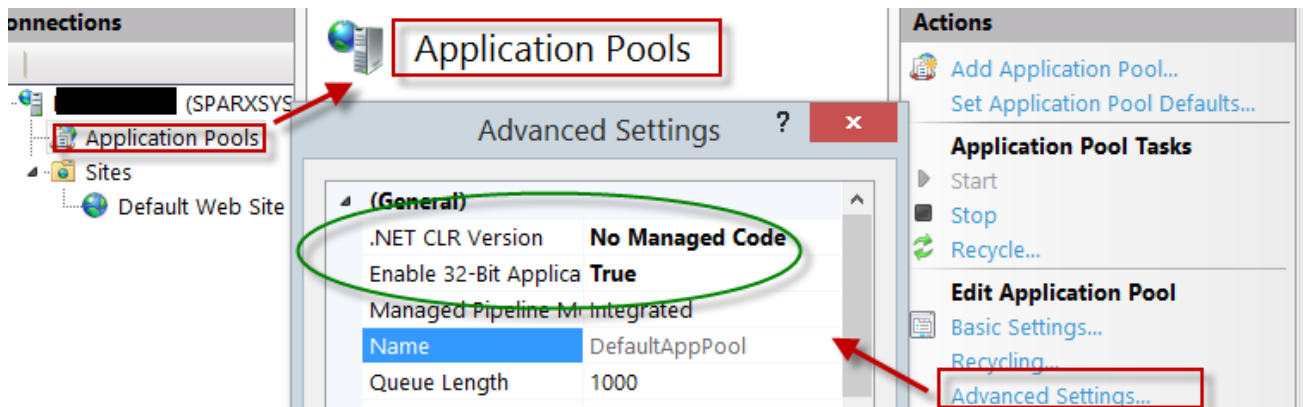 onnections
(SPARXSYS
Application Pools
Sites
Default Web Site
Application Pools
Advanced Settings
?
x
(General)
.NET CLR Version No Managed Code
Enable 32-Bit Applica True
Managed Pipeline M Integrated
Name DefaultAppPool
Queue Length 1000
Actions
Add Application Pool...
Set Application Pool Defaults...
Application Pool Tasks
Start
Stop
Recycle...
Edit Application Pool
Basic Settings...
Recycling...
Advanced Settings...